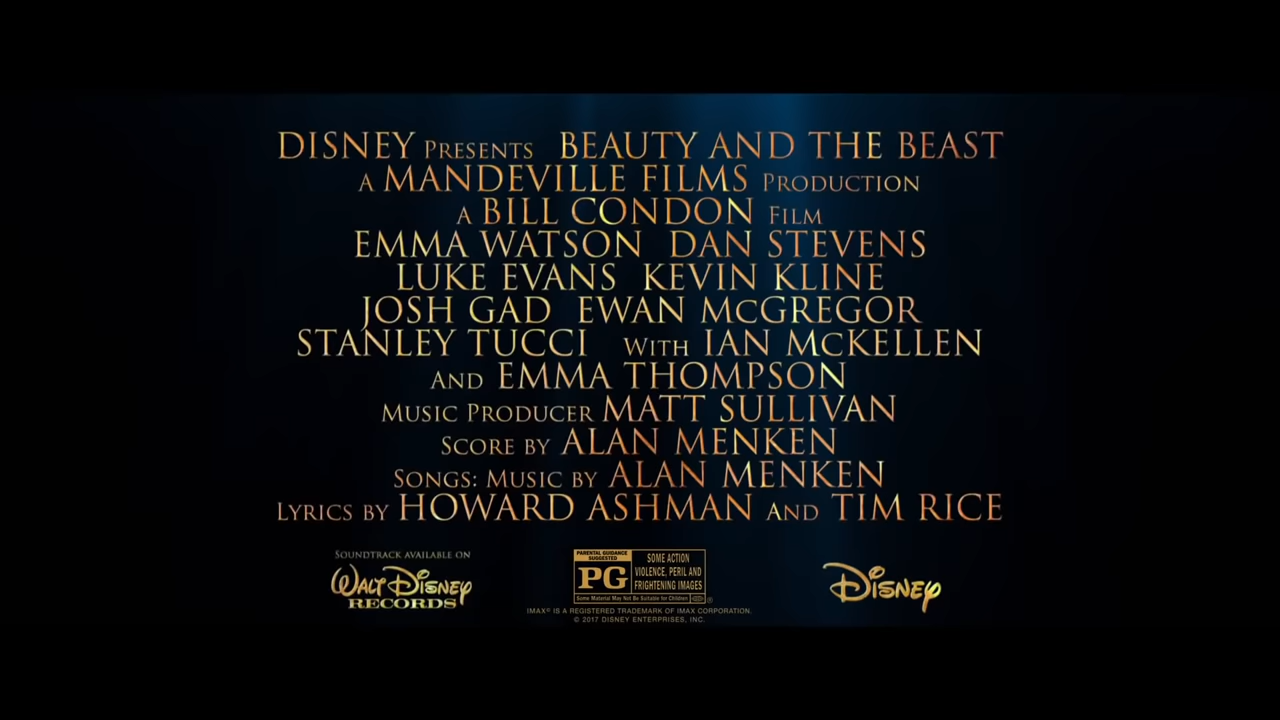 DISNEY PRESENTS BEAUTY AND THE BEAST
A MANDEVILLE FILMS PRODUCTION
A BILL CONDON FILM
EMMA WATSON DAN STEVENS
LUKE EVANS KEVIN KLINE
JOSH GAD EWAN McGREGOR
STANLEY TUCCI WITH IAN McKELLEN
AND EMMA THOMPSON
MUSIC PRODUCER MATT SULLIVAN
SCORE BY ALAN MENKEN
SONGS: MUSIC BY ALAN MENKEN
LYRICS BY HOWARD ASHMAN AND TIM RICE
SOUNDTRACK AVAILABLE ON
WALT DISNEY
RECORDS
PARENTAL GUIDANCE
SUGGESTED
PG
SOME ACTION
VIOLENCE, PERIL AND
FRIGHTENING IMAGES
Some Material May Not Be Suitable for Children
DISNEY
IMAX® IS A REGISTERED TRADEMARK OF IMAX CORPORATION.
© 2017 DISNEY ENTERPRISES, INC.